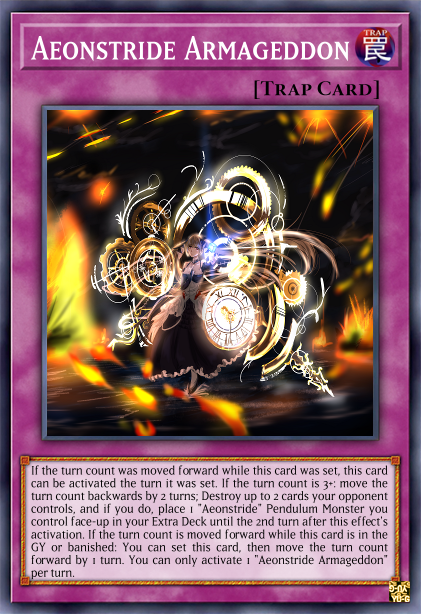 AEONSTRIDE ARMAGEDDON
TRAP
罠
[TRAP CARD]
If the turn count was moved forward while this card was set, this card
can be activated the turn it was set. If the turn count is 3+: move the
turn count backwards by 2 turns; Destroy up to 2 cards your opponent
controls, and if you do, place 1 "Aeonstride" Pendulum Monster you
control face-up in your Extra Deck until the 2nd turn after this effect's
activation. If the turn count is moved forward while this card is in the
GY or banished: You can set this card, then move the turn count
forward by 1 turn. You can only activate 1 "Aeonstride Armageddon"
per turn.